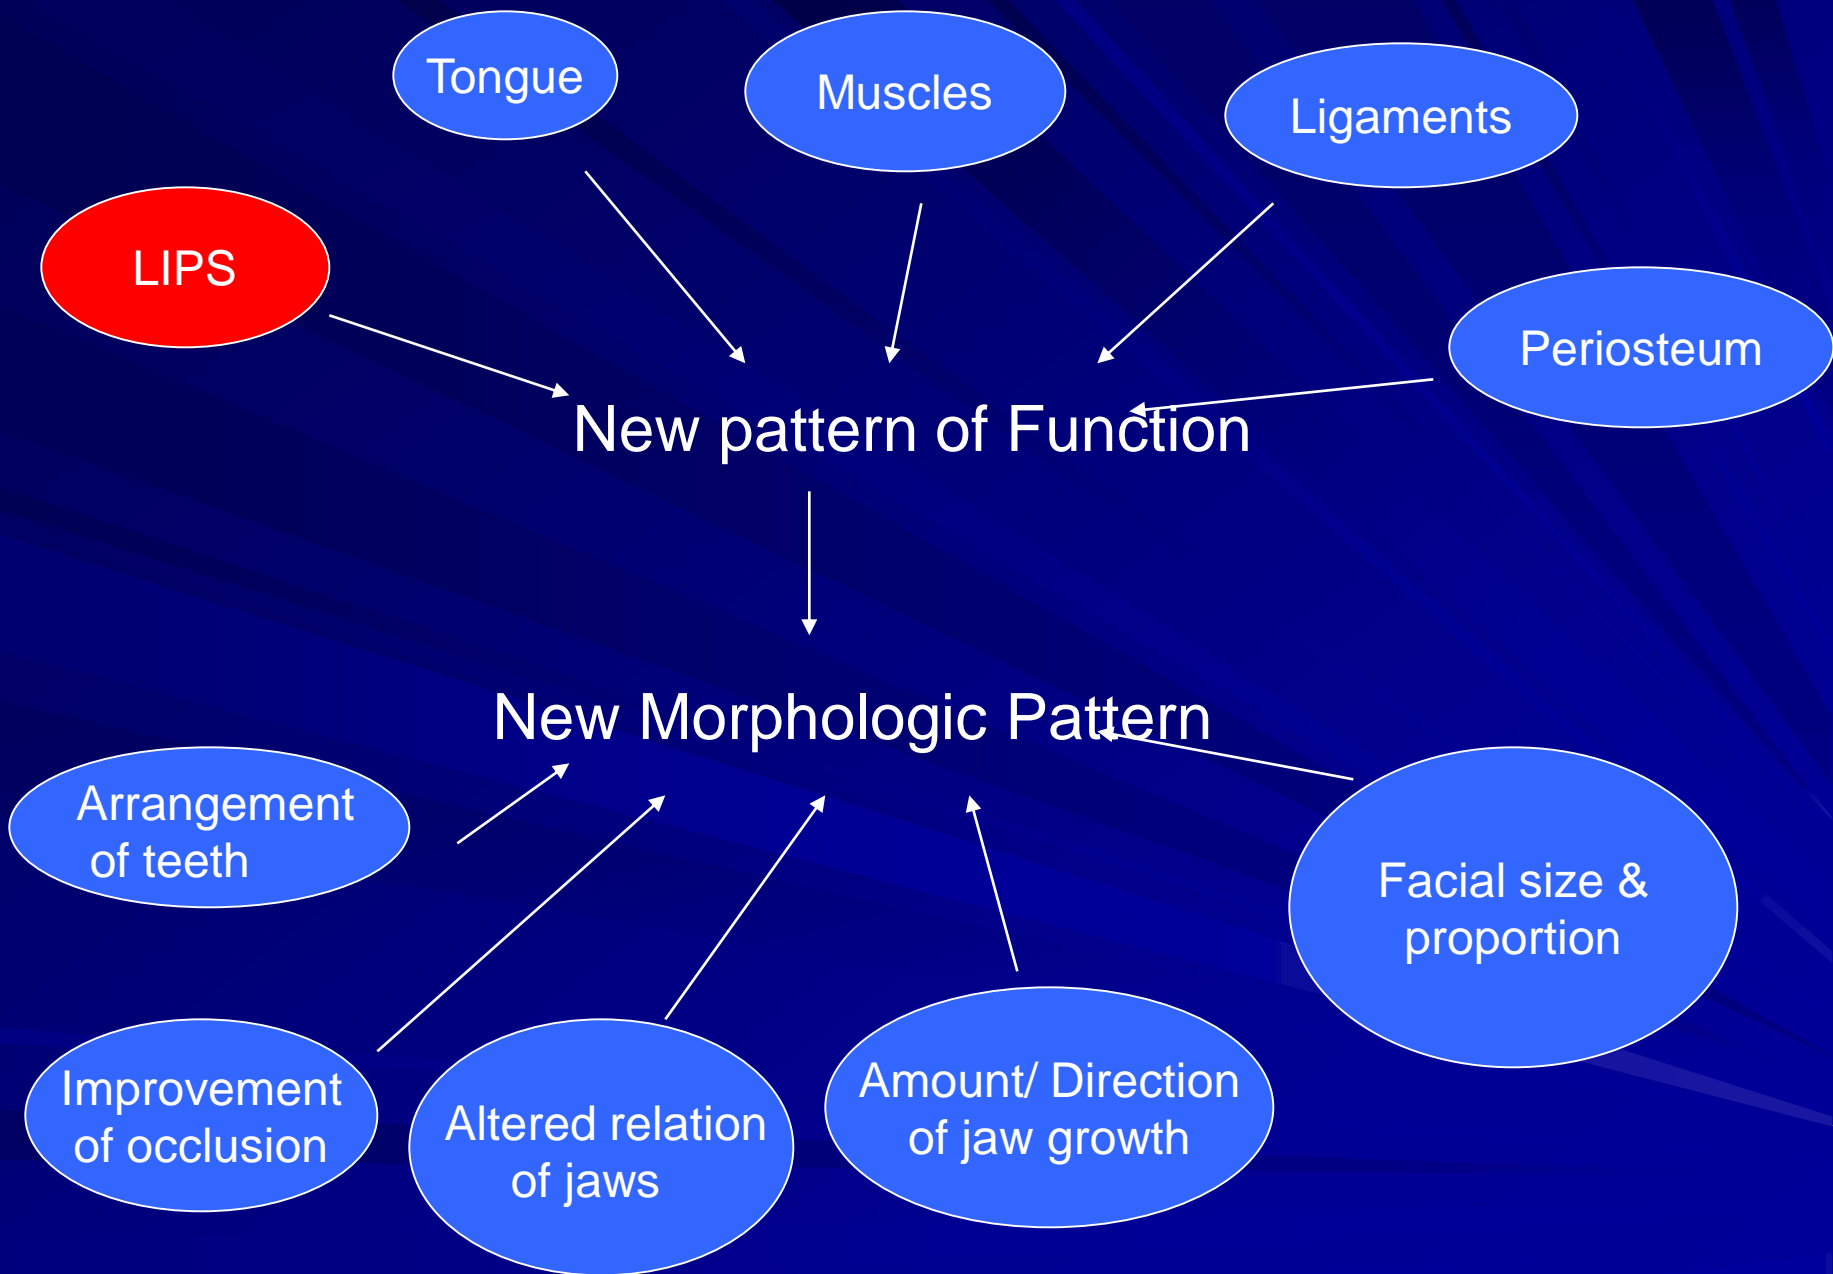 Tongue
Muscles
Ligaments
LIPS
Periosteum
New pattern of Function
New Morphologic Pattern
Arrangement
of teeth
Facial size &
proportion
Improvement
of occlusion
Altered relation
of jaws
Amount/ Direction
of jaw growth